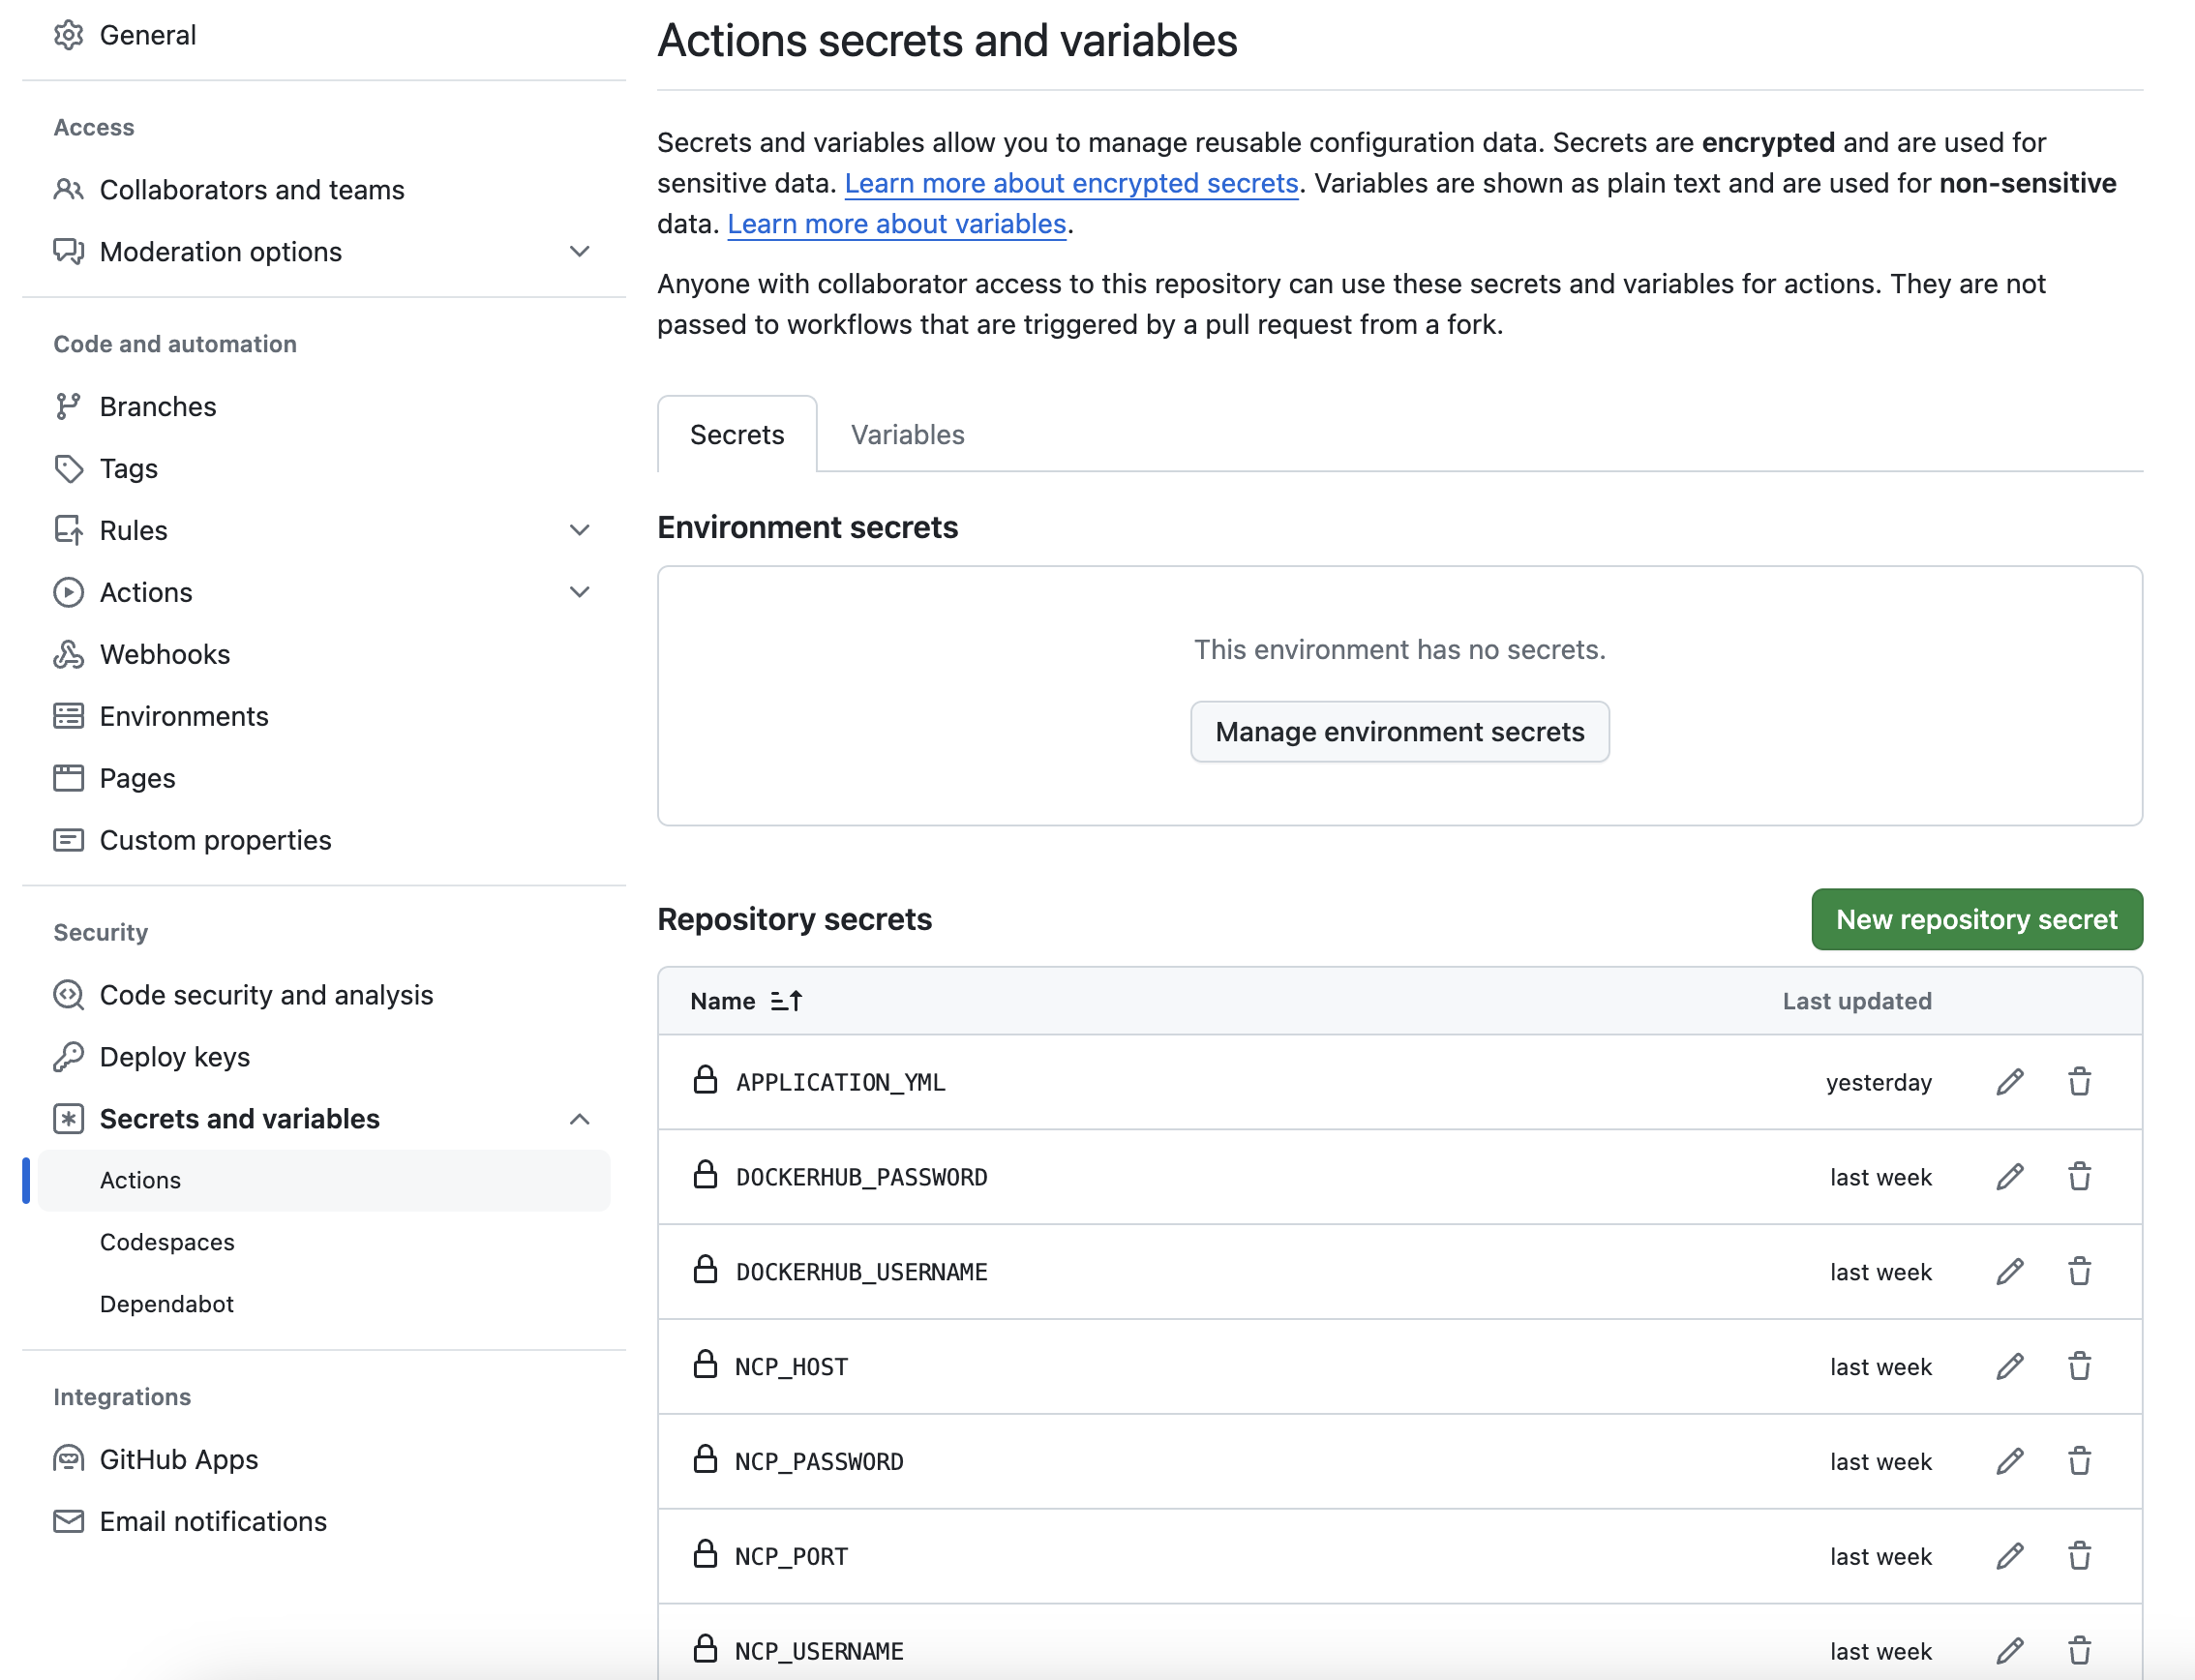 General
Access
Collaborators and teams
Moderation options
Code and automation
Branches
Tags
Rules
Actions
Webhooks
Environments
Pages
Custom properties
Security
Code security and analysis
Deploy keys
Secrets and variables
Actions
Codespaces
Dependabot
Integrations
GitHub Apps
Email notifications
Actions secrets and variables
Secrets and variables allow you to manage reusable configuration data. Secrets are encrypted and are used for
sensitive data. Learn more about encrypted secrets. Variables are shown as plain text and are used for non-sensitive
data. Learn more about variables.
Anyone with collaborator access to this repository can use these secrets and variables for actions. They are not
passed to workflows that are triggered by a pull request from a fork.
Secrets Variables
Environment secrets
This environment has no secrets.
Manage environment secrets
Repository secrets New repository secret
Name Last updated
APPLICATION_YML yesterday
DOCKERHUB_PASSWORD last week
DOCKERHUB_USERNAME last week
NCP_HOST last week
NCP_PASSWORD last week
NCP_PORT last week
NCP_USERNAME last week